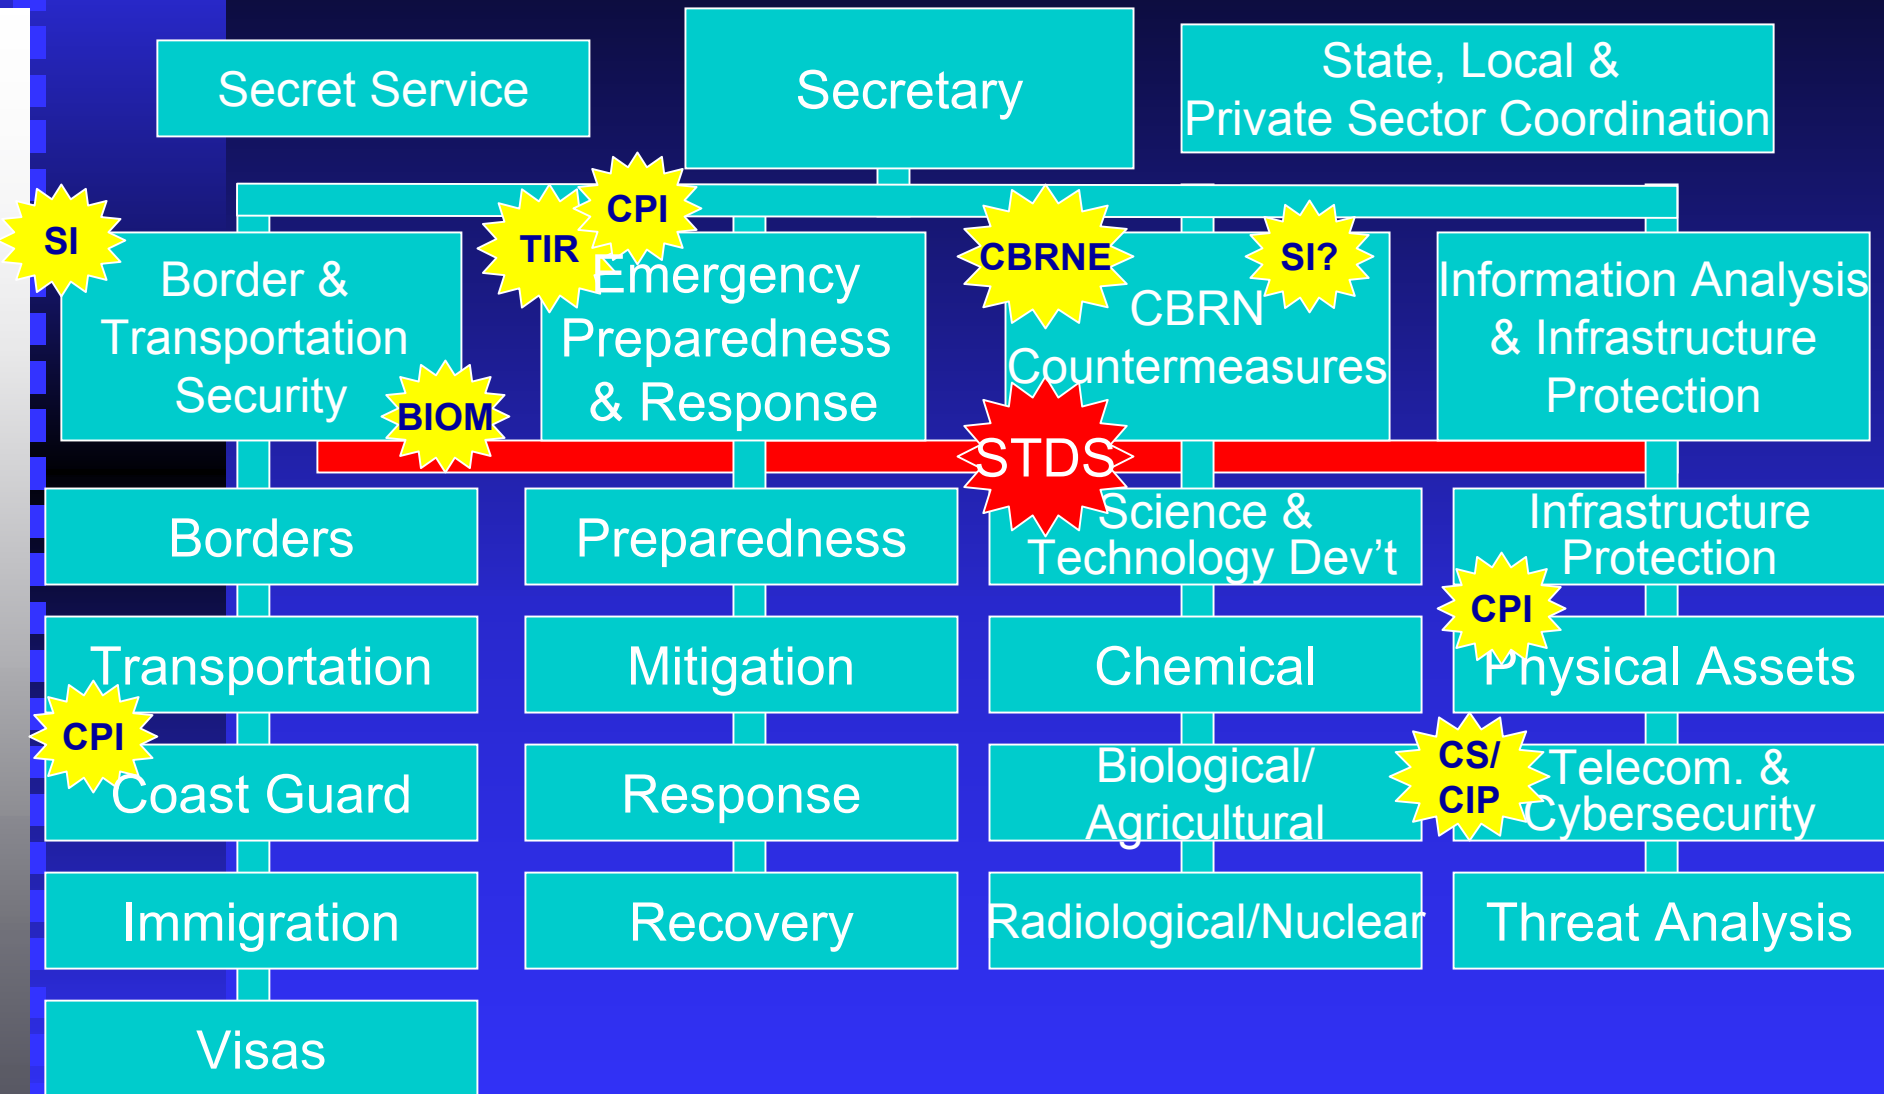 Secret Service
Secretary
State, Local &
Private Sector Coordination
SI
TIR
CPI
CBRNE
SI?
Border &
Transportation
Security
BIOM
Emergency
Preparedness
& Response
CBRN
Countermeasures
Information Analysis
& Infrastructure
Protection
STDS
Borders
Preparedness
Science &
Technology Dev't
Infrastructure
Protection
CPI
Transportation
Mitigation
Chemical
Physical Assets
CPI
Coast Guard
Response
Biological/
Agricultural
CS/
CIP
Telecom. &
Cybersecurity
Immigration
Recovery
Radiological/Nuclear
Threat Analysis
Visas